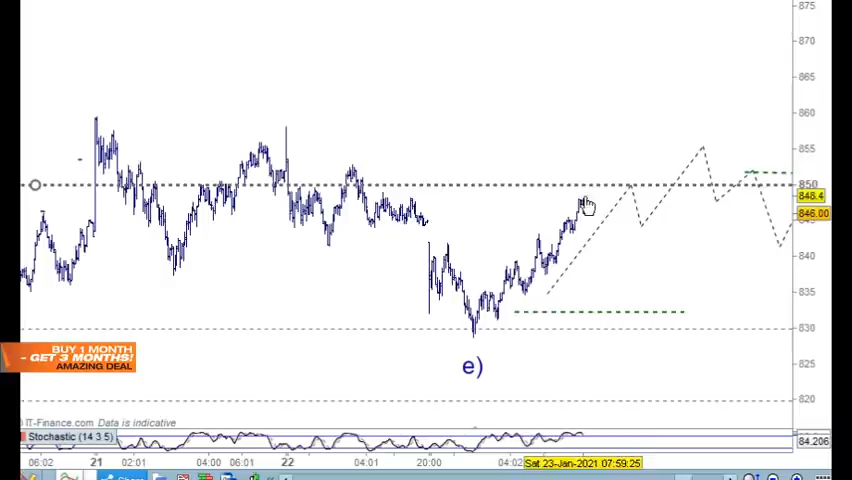 875
870
865
860
855
850
848.4
846.00
840
835
830
825
820
e)
BUY 1 MONTH
- GET 3 MONTHS!
AMAZING DEAL
IT-Finance.com Data is indicative
Stochastic (14 3 5)
84.206
06:02 21 02:01 04:00 22 04:01 20:00 04:02 Sat 23-Jan-2021 07:59:25
Share